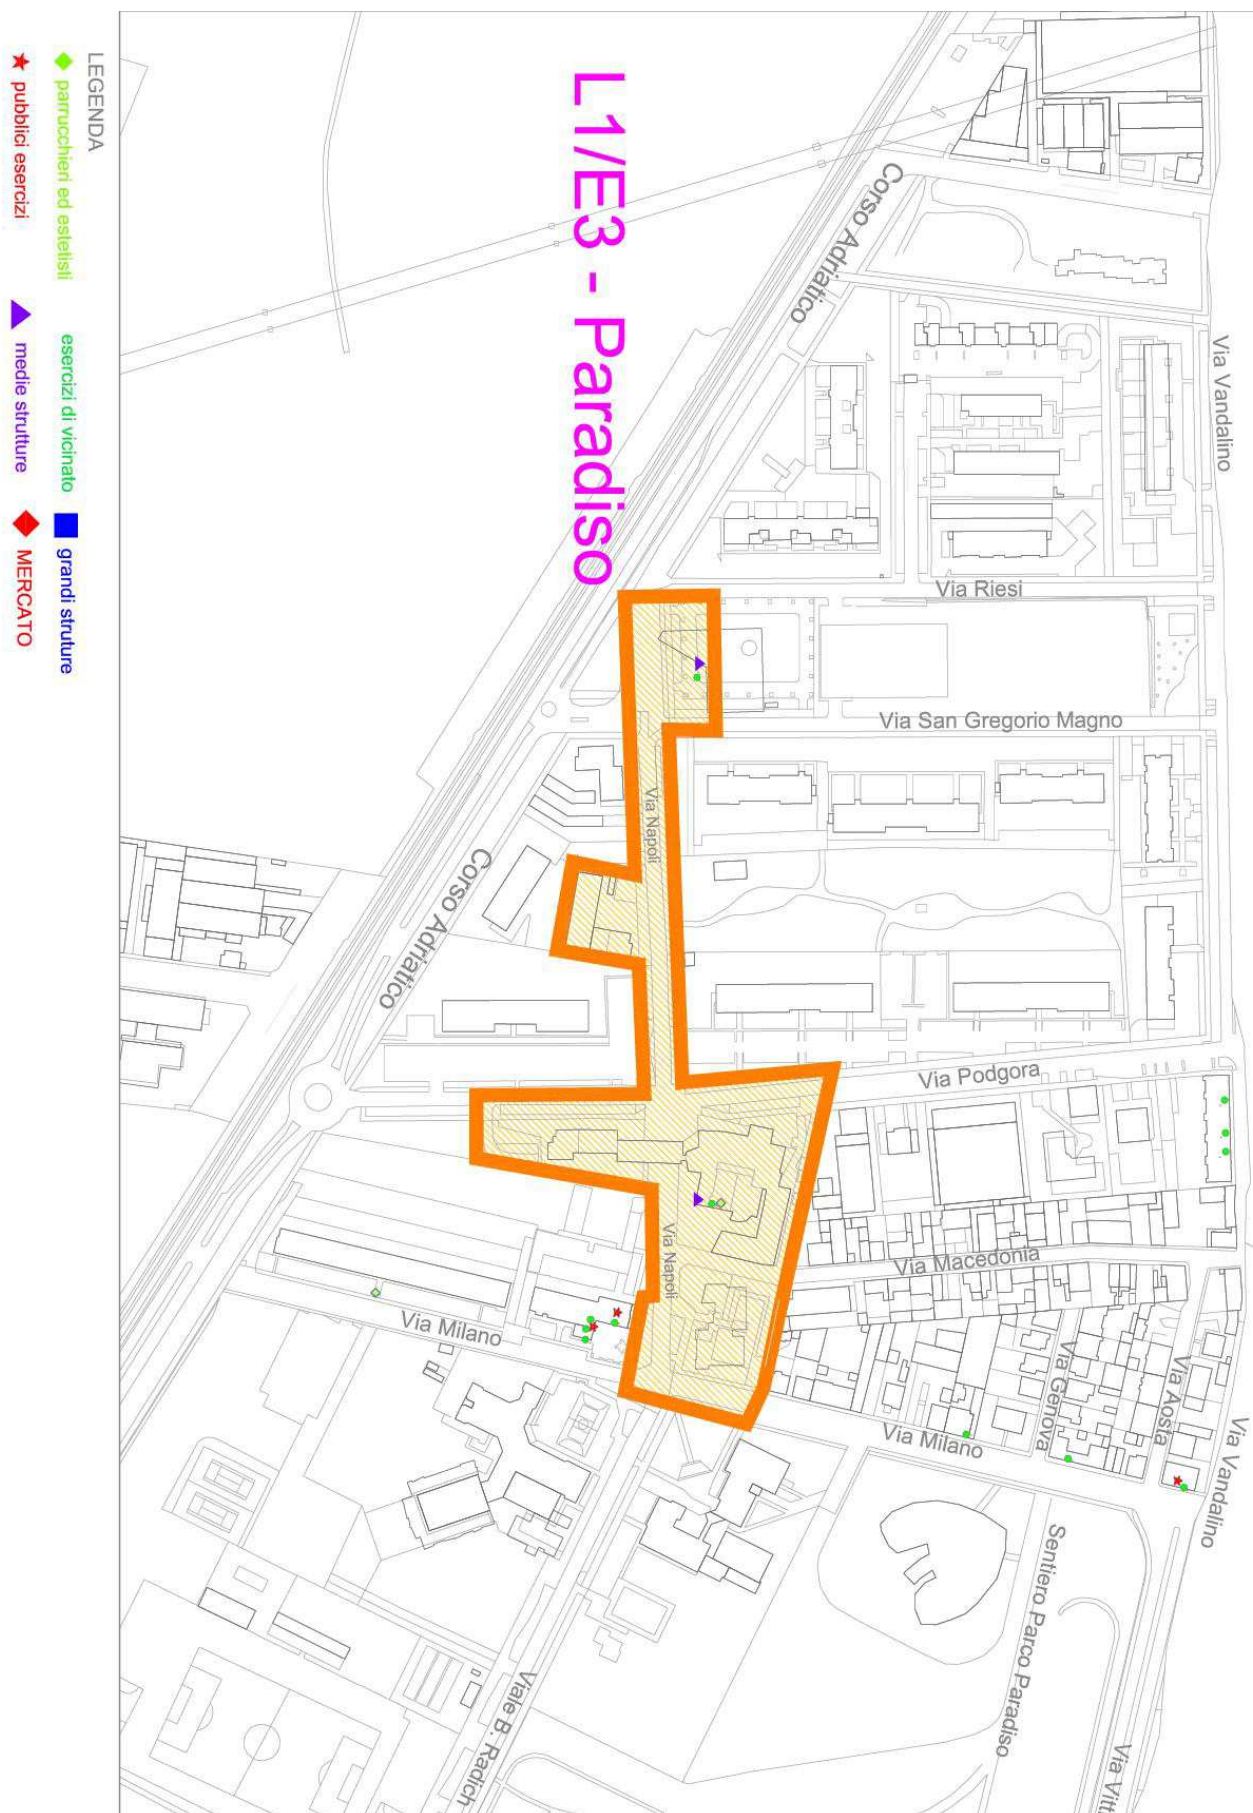 L1/E3 - Paradiso
Via Vandalino
Corso Adriatico
Via Riesi
Via San Gregorio Magno
Via Napoli
Corso Adriatico
Via Podgora
Via Macedonia
Via Napoli
Via Milano
Via Genova
Via Aosta
Via Vandalino
Via Milano
Sentiero Parco Paradiso
Viale B. Radich
Via Vitt
LEGENDA
parrucchieri ed estetisti
esercizi di vicinato
grandi struture
pubblici esercizi
medie strutture
MERCATO